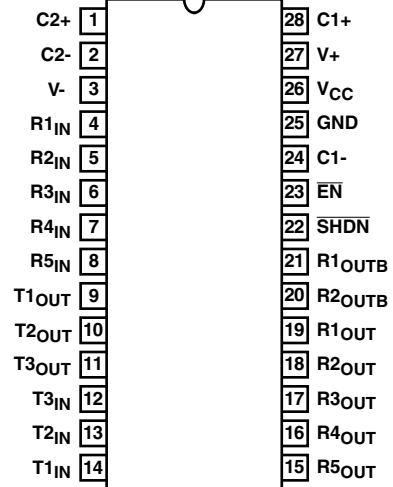 C2+ 1 28 C1+
C2- 2 27 V+
V- 3 26 VCC
R1IN 4 25 GND
R2IN 5 24 C1-
R3IN 6 23 EN
R4IN 7 22 SHDN
R5IN 8 21 R1OUTB
T1OUT 9 20 R2OUTB
T2OUT 10 19 R1OUT
T3OUT 11 18 R2OUT
T3IN 12 17 R3OUT
T2IN 13 16 R4OUT
T1IN 14 15 R5OUT